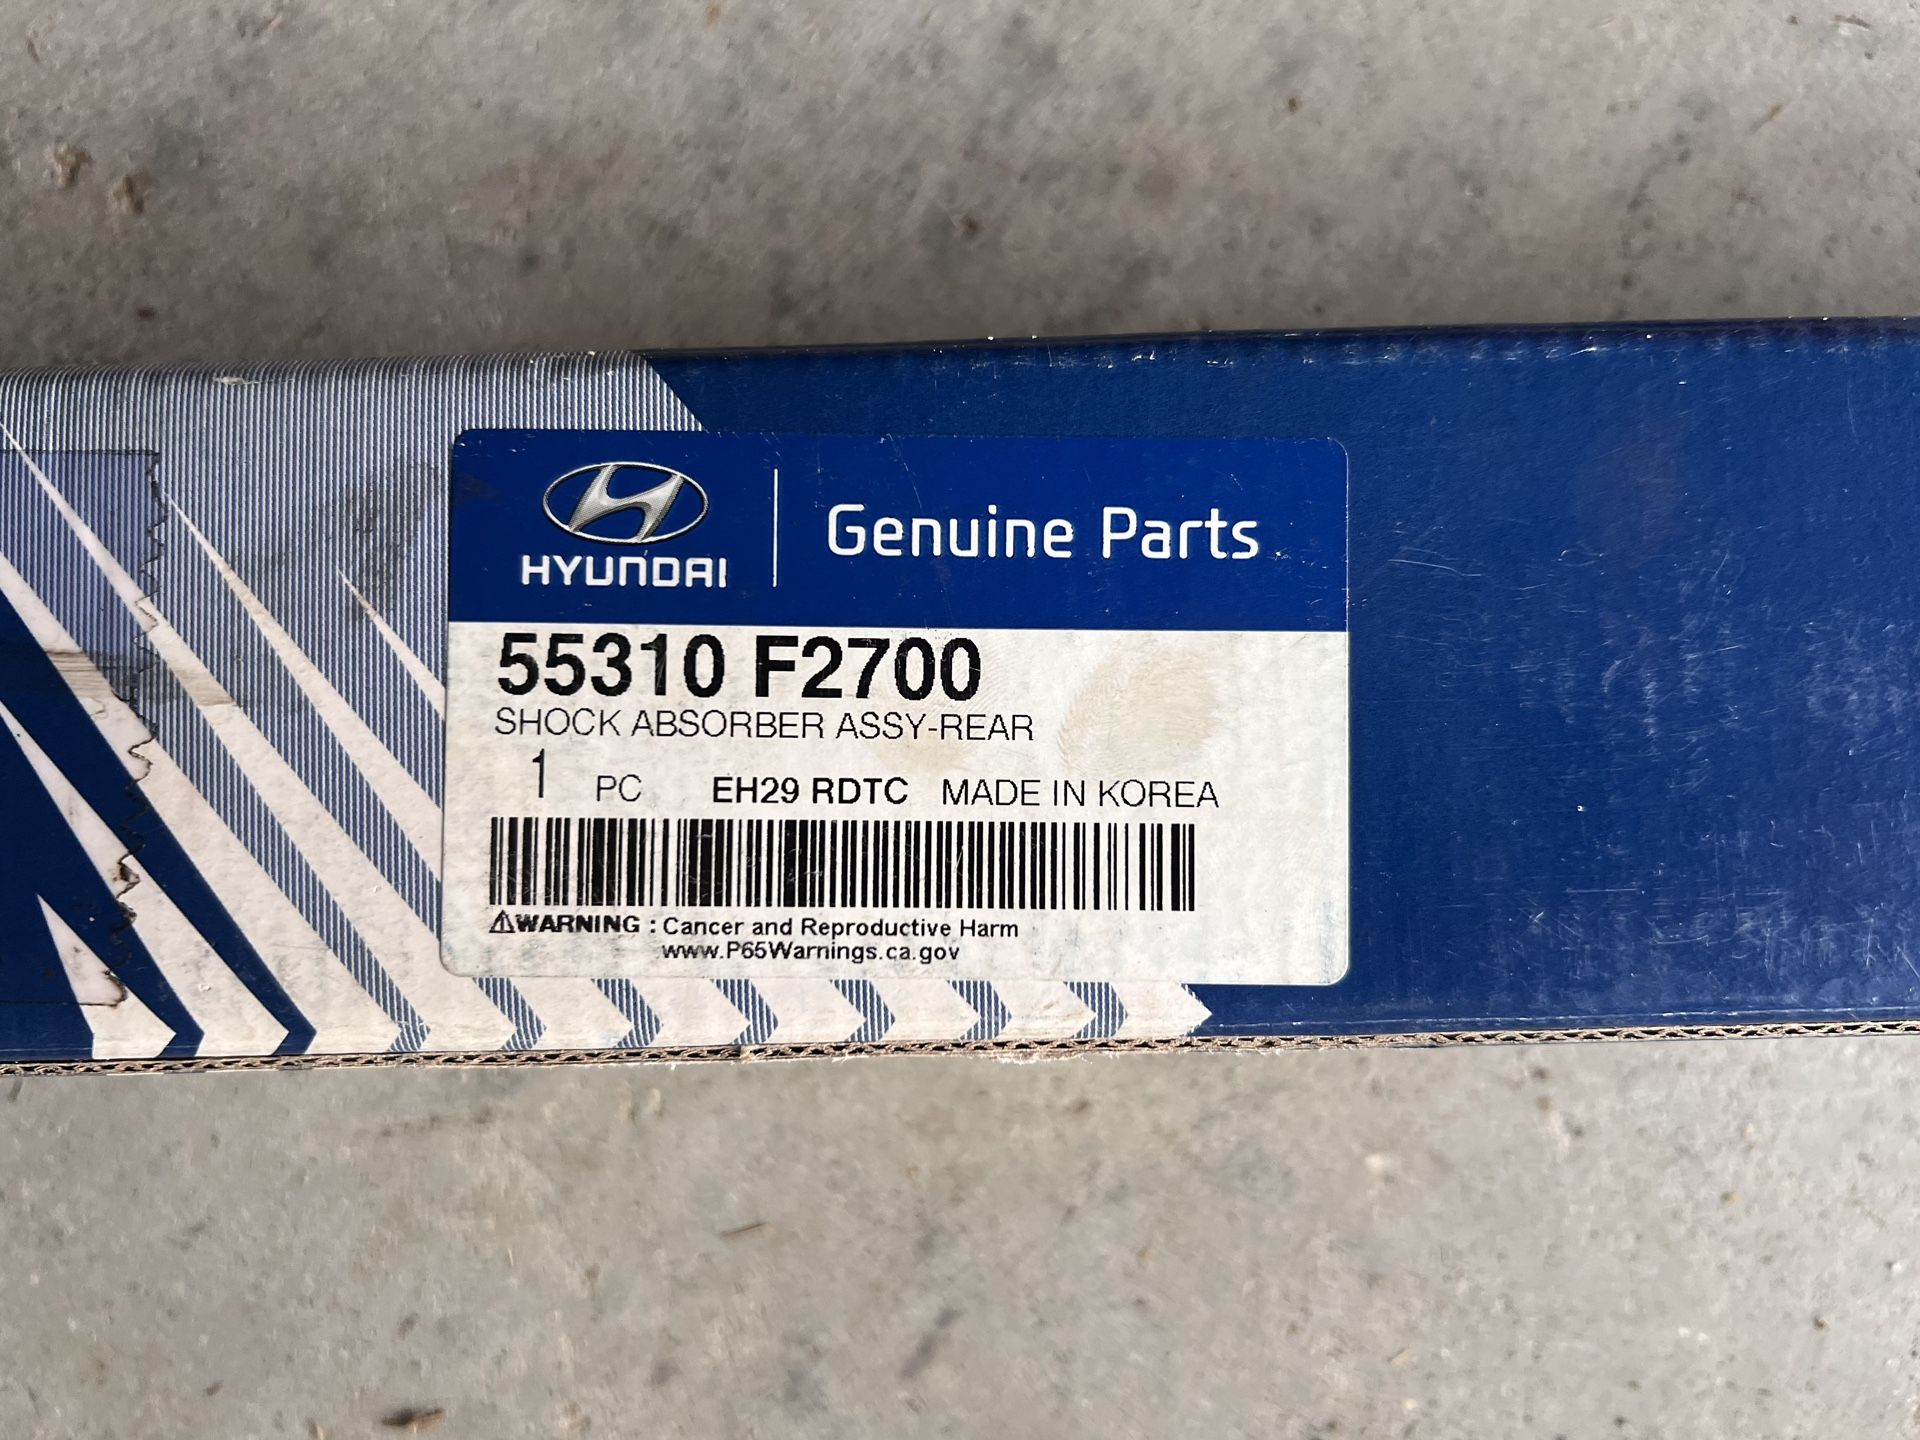 HYUNDAI
Genuine Parts
55310 F2700
SHOCK ABSORBER ASSY-REAR
1 PC EH29 RDTC MADE IN KOREA
⚠WARNING : Cancer and Reproductive Harm
www.P65Warnings.ca.gov